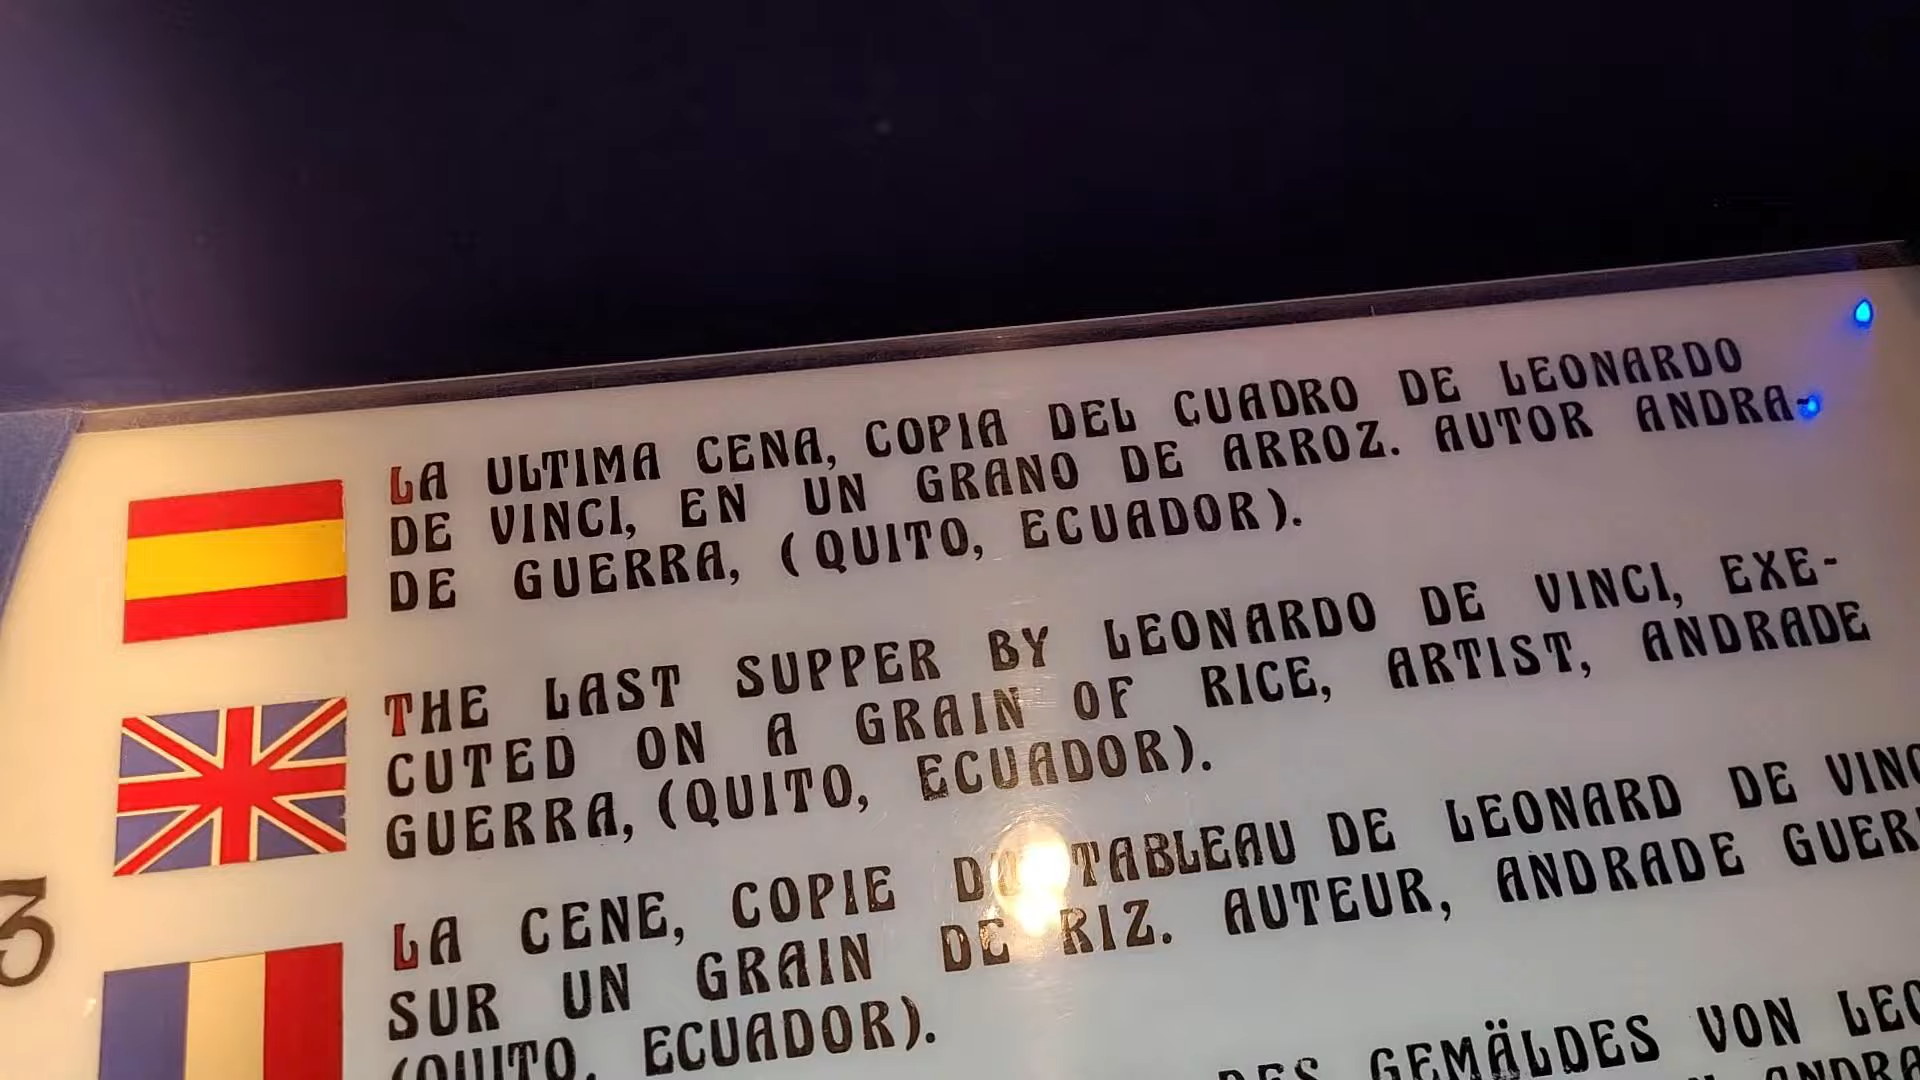 LA ULTIMA CENA, COPIA DEL CUADRO DE LEONARDO
DE VINCI, EN UN GRANO DE ARROZ. AUTOR ANDRA-
DE GUERRA, (QUITO, ECUADOR).
THE LAST SUPPER BY LEONARDO DE VINCI, EXE-
CUTED ON A GRAIN OF RICE, ARTIST, ANDRADE
GUERRA, (QUITO, ECUADOR).
3
LA CENE, COPIE DU TABLEAU DE LEONARD DE
SUR UN GRAIN DE RIZ. AUTEUR, ANDRADE
(QUITO, ECUADOR).
DES GEMÄLDES VON